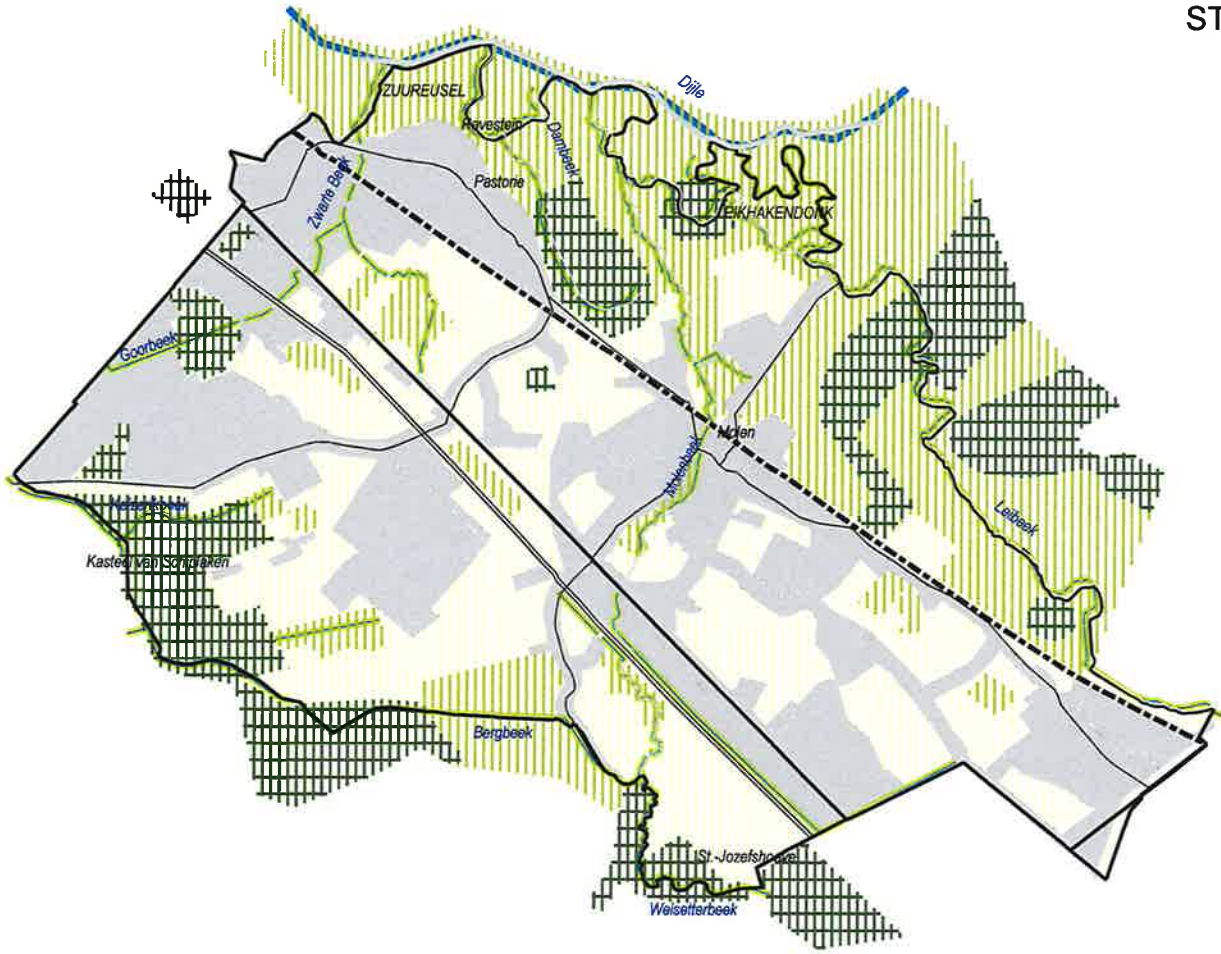 ST
Dijle
ZUUREUSEL
Ravestein
Dambeek
Pastorie
Zwarte Beek
EIKHAKENDONK
Goorbeek
Molen
Molenbeek
Leibeek
Kasteel van Schiplaken
Bergbeek
St.-Jozefshoeve
Weisetterbeek